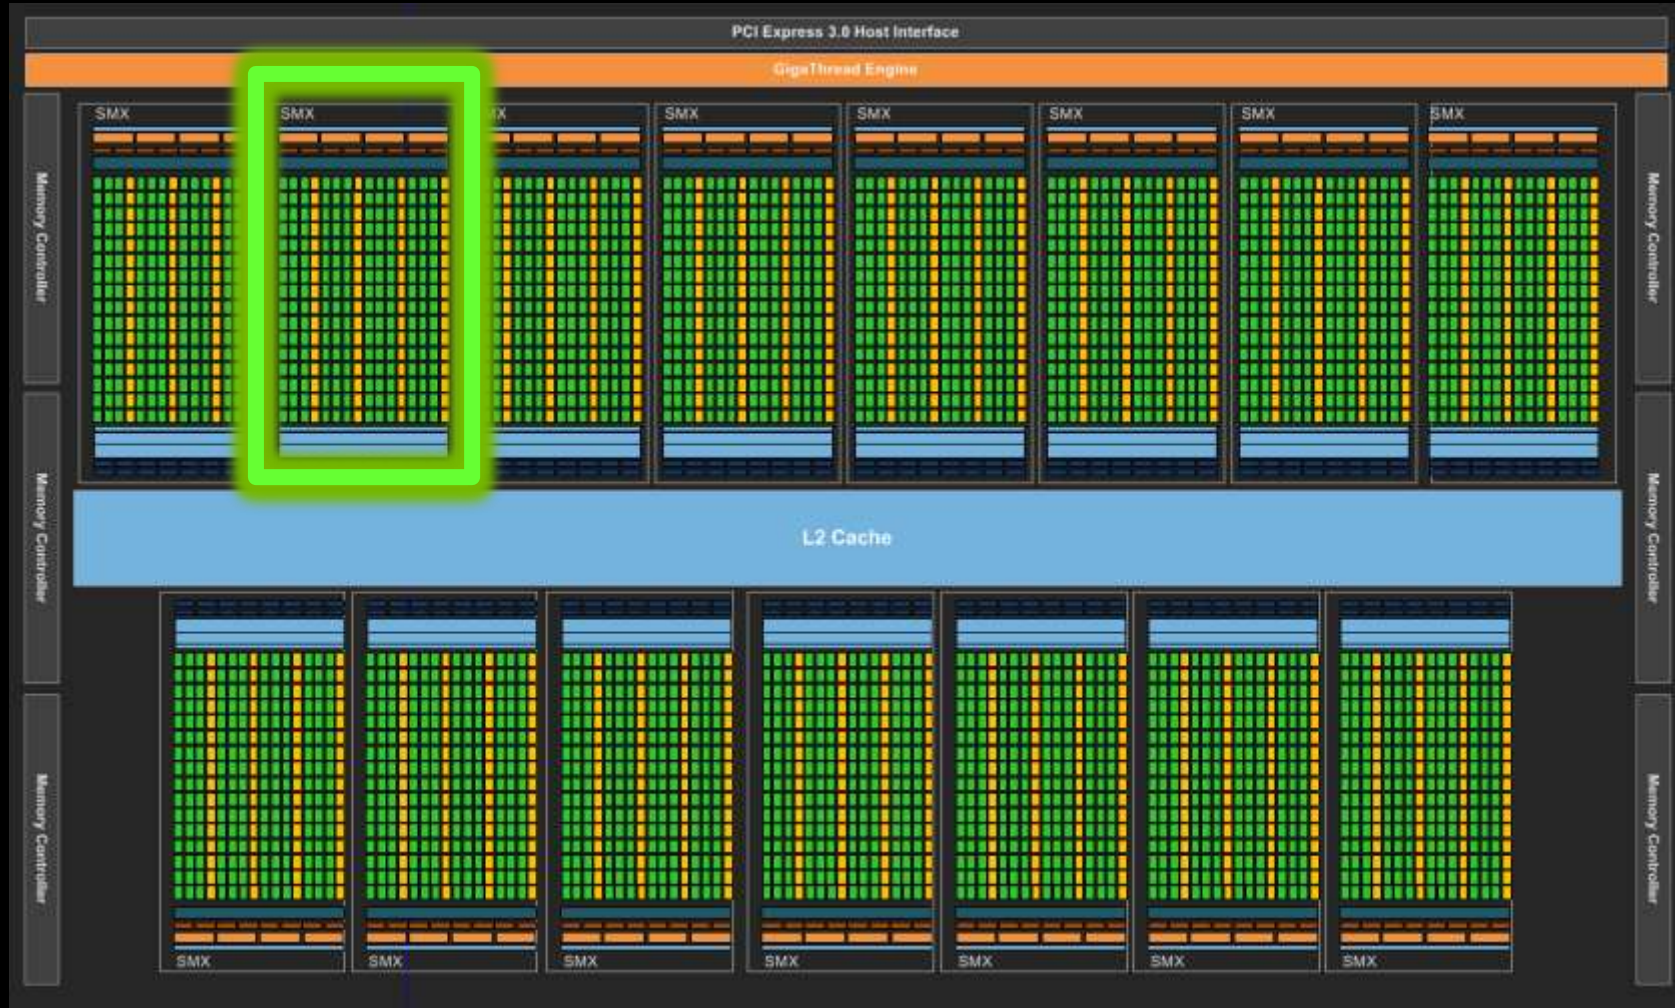 PCI Express 3.0 Host Interface
GigaThread Engine
SMX
SMX
SMX
SMX
SMX
SMX
SMX
Memory Controller
Memory Controller
Memory Controller
Memory Controller
L2 Cache
Memory Controller
Memory Controller
SMX
SMX
SMX
SMX
SMX
SMX
SMX